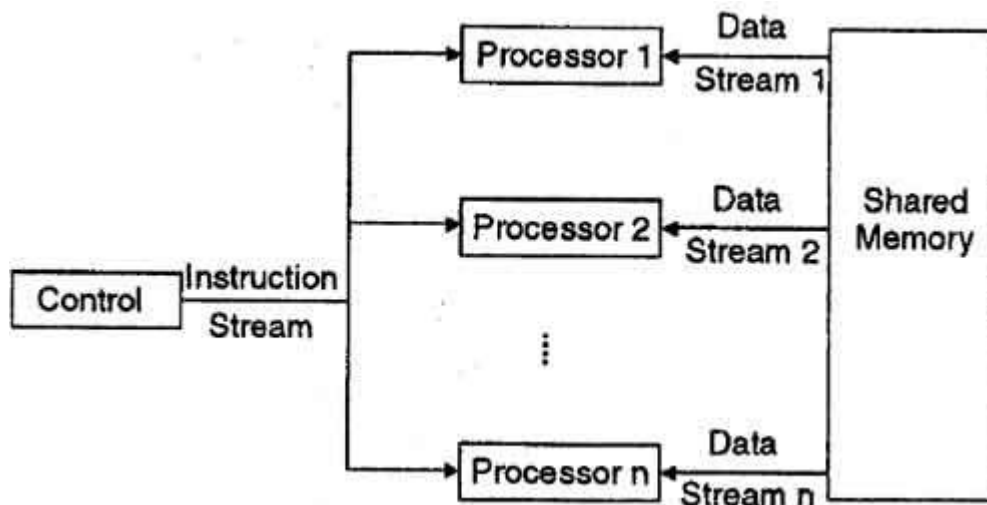 Processor 1
Data
Stream 1
Processor 2
Data
Stream 2
Shared
Memory
Control
Instruction
Stream
Processor n
Data
Stream n